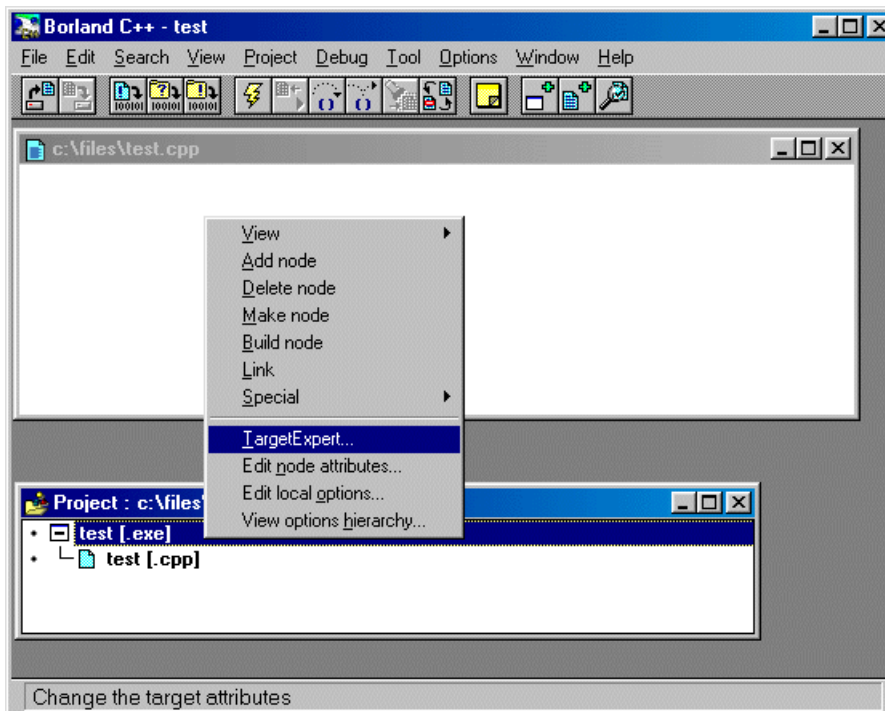 Borland C++ - test
File Edit Search View Project Debug Tool Options Window Help
c:\files\test.cpp
View
Add node
Delete node
Make node
Build node
Link
Special
TargetExpert...
Edit node attributes...
Edit local options...
View options hierarchy...
Project : c:\files\
test [.exe]
test [.cpp]
Change the target attributes